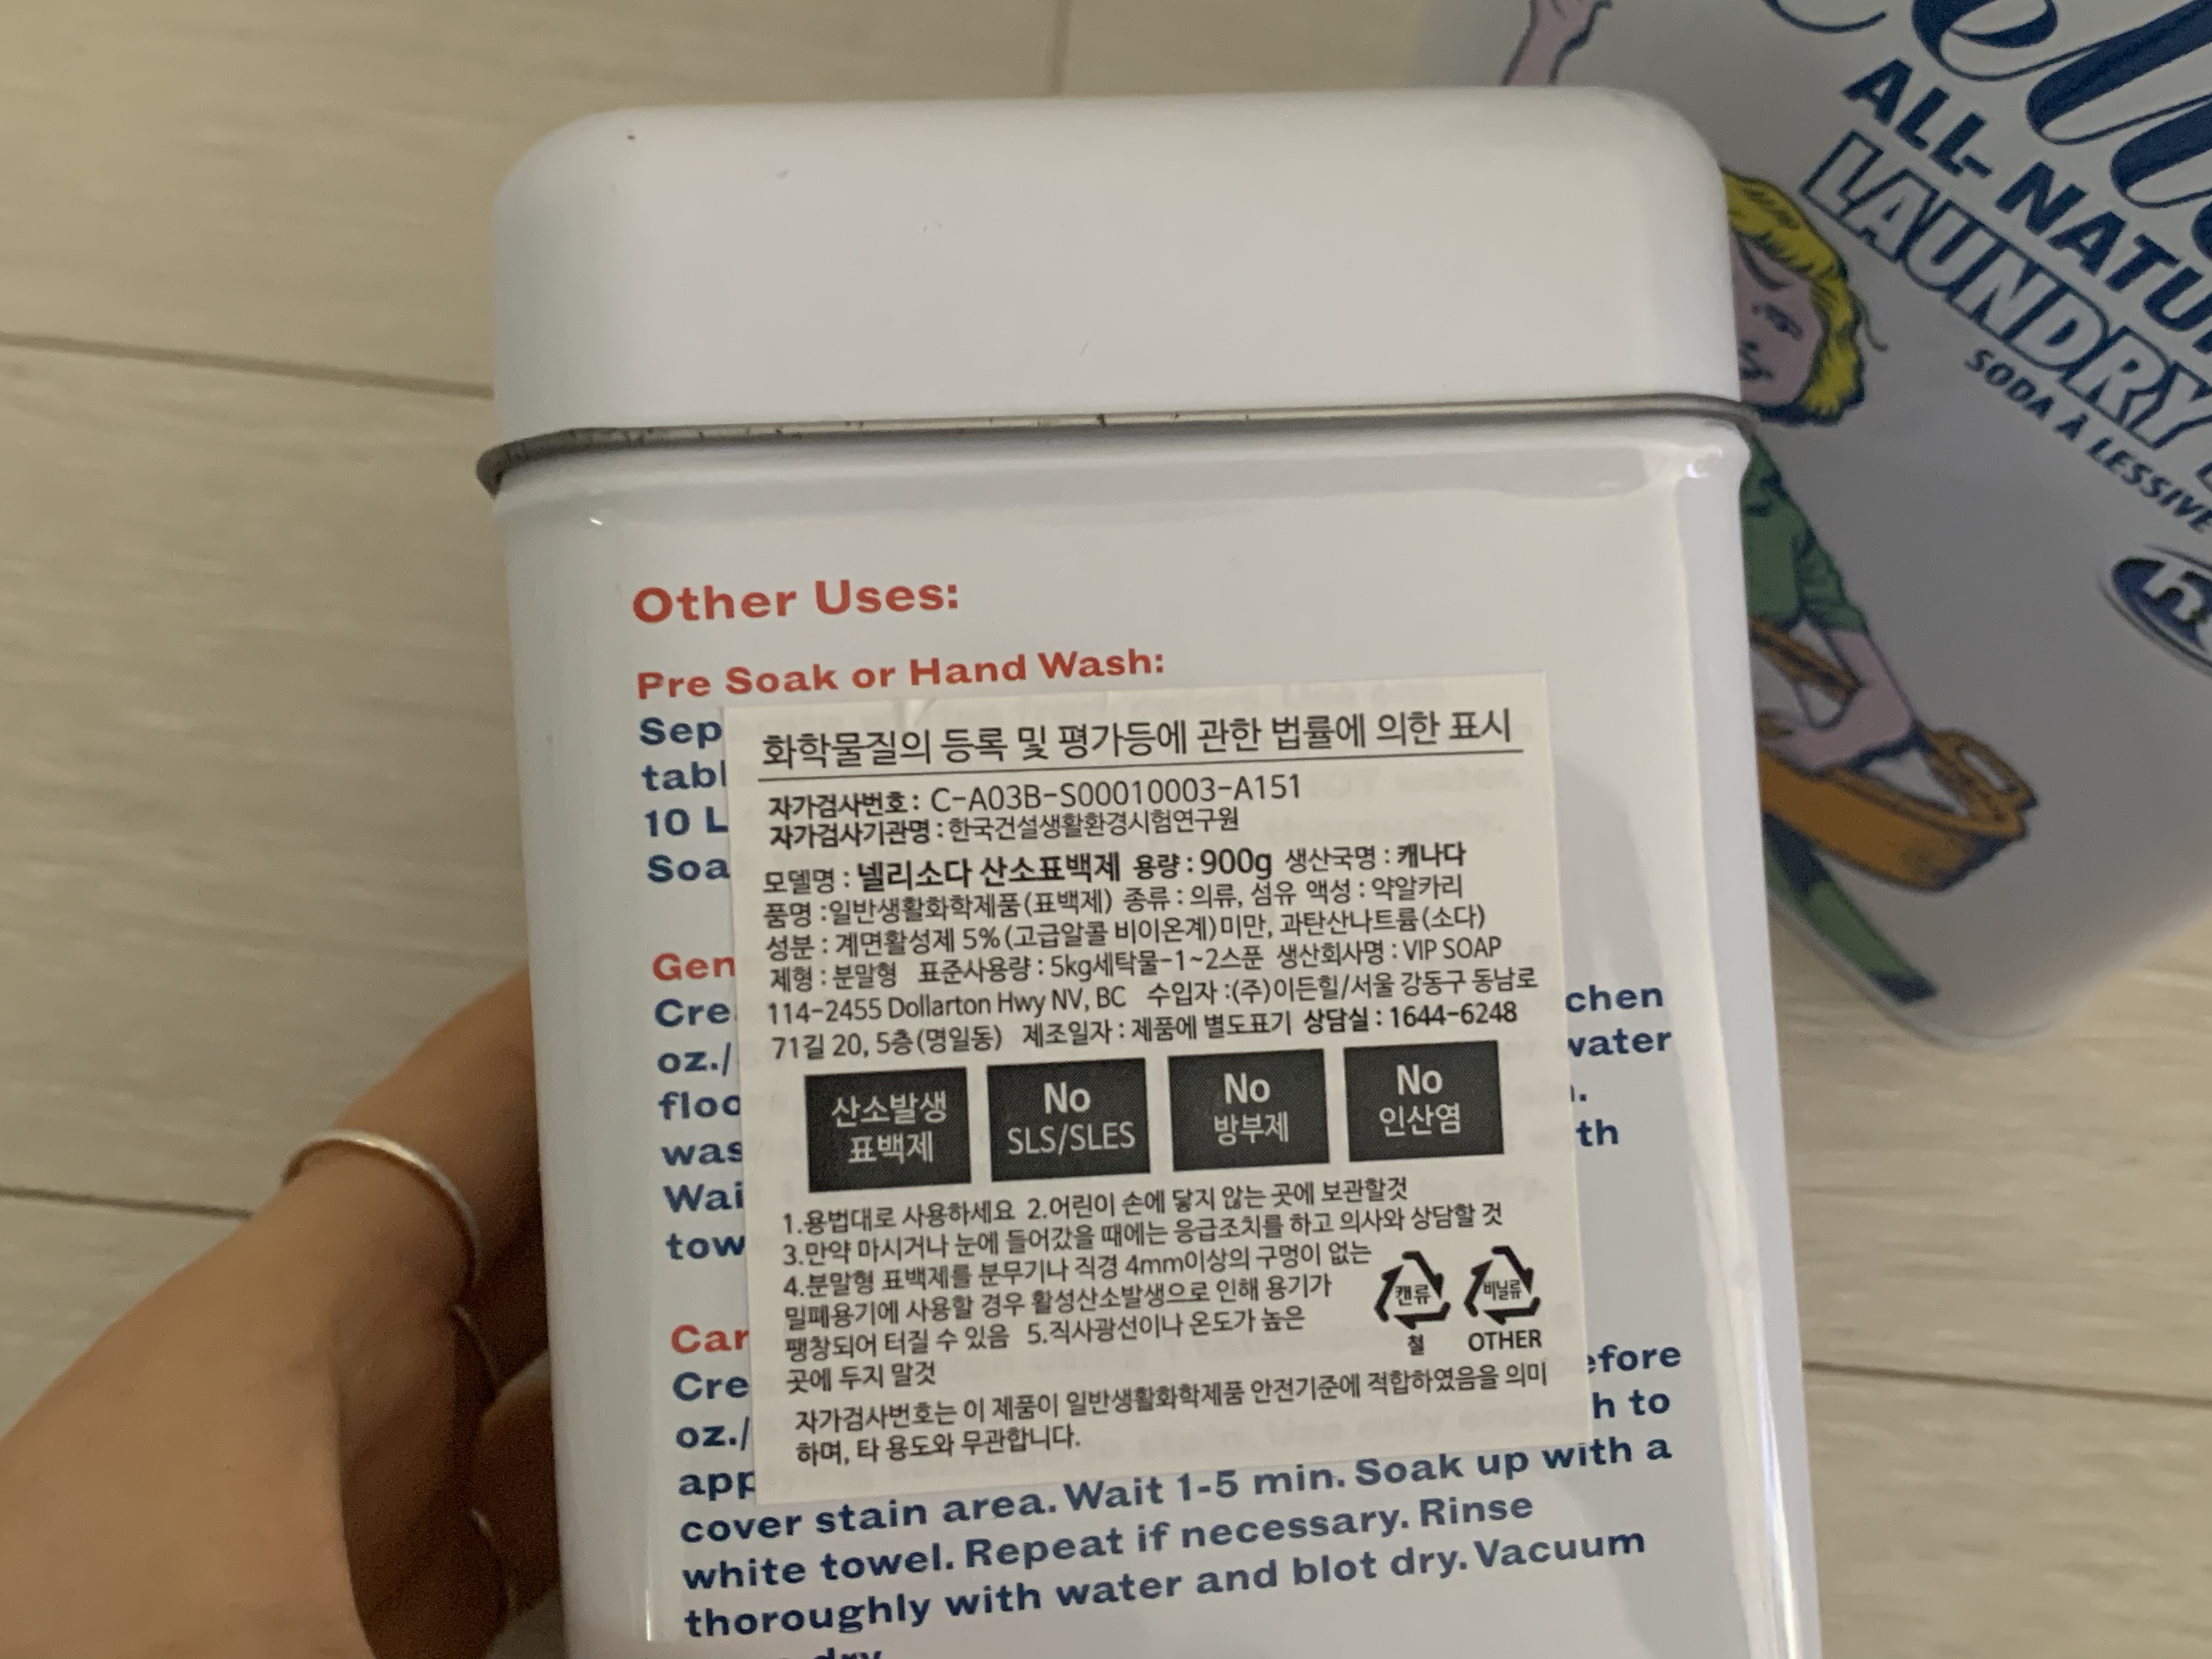 Other Uses:
Pre Soak or Hand Wash:
Sep
tabl
10 L
Soa
화학물질의 등록 및 평가등에 관한 법률에 의한 표시
자가검사번호 : C-A03B-S00010003-A151
자가검사기관명 : 한국건설생활환경시험연구원
모델명 : 넬리소다 산소표백제 용량 : 900g 생산국명 : 캐나다
품명 :일반생활화학제품(표백제) 종류 : 의류, 섬유 액성 : 약알카리
성분 : 계면활성제 5%(고급알콜 비이온계)미만, 과탄산나트륨(소다)
제형 : 분말형 표준사용량 : 5kg세탁물-1~2스푼 생산회사명 : VIP SOAP
114-2455 Dollarton Hwy NV, BC 수입자 :(주)이든힐/서울 강동구 동남로
71길 20, 5층(명일동) 제조일자 : 제품에 별도표기 상담실 : 1644-6248
산소발생
표백제
No
SLS/SLES
No
방부제
No
인산염
1.용법대로 사용하세요 2.어린이 손에 닿지 않는 곳에 보관할것
3.만약 마시거나 눈에 들어갔을 때에는 응급조치를 하고 의사와 상담할 것
4.분말형 표백제를 분무기나 직경 4mm이상의 구멍이 없는
밀폐용기에 사용할 경우 활성산소발생으로 인해 용기가
팽창되어 터질 수 있음 5.직사광선이나 온도가 높은
곳에 두지 말것
캔류
철
비닐류
OTHER
자가검사번호는 이 제품이 일반생활화학제품 안전기준에 적합하였음을 의미
하며, 타 용도와 무관합니다.
Gen
Cre chen
oz./ water
floo
was th
Wai
tow
Car
Cre efore
oz./ h to
app with a
cover stain area. Wait 1-5 min. Soak up
white towel. Repeat if necessary. Rinse
thoroughly with water and blot dry. Vacuum
dry
ALL-NATU
LAUNDRY
SODA À LESSIVE